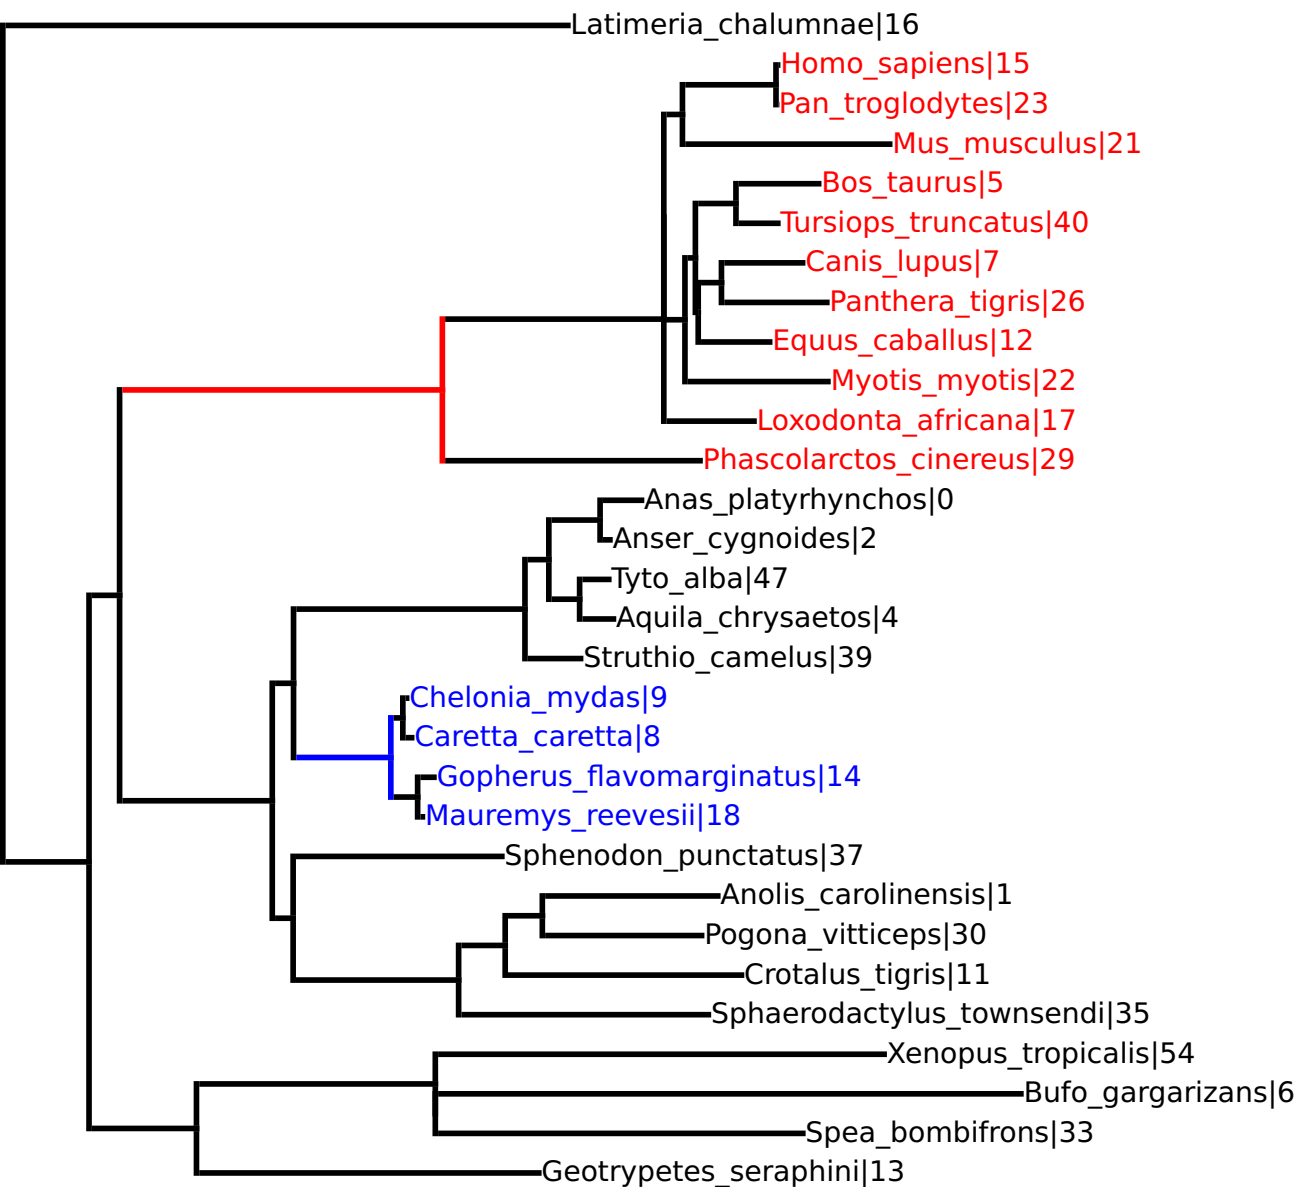 Latimeria_chalumnae|16
Homo_sapiens|15
Pan_troglodytes|23
Mus_musculus|21
Bos_taurus|5
Tursiops_truncatus|40
Canis_lupus|7
Panthera_tigris|26
Equus_caballus|12
Myotis_myotis|22
Loxodonta_africana|17
Phascolarctos_cinereus|29
Anas_platyrhynchos|0
Anser_cygnoides|2
Tyto_alba|47
Aquila_chrysaetos|4
Struthio_camelus|39
Chelonia_mydas|9
Caretta_caretta|8
Gopherus_flavomarginatus|14
Mauremys_reevesii|18
Sphenodon_punctatus|37
Anolis_carolinensis|1
Pogona_vitticeps|30
Crotalus_tigris|11
Sphaerodactylus_townsendi|35
Xenopus_tropicalis|54
Bufo_gargarizans|6
Spea_bombifrons|33
Geotrypetes_seraphini|13